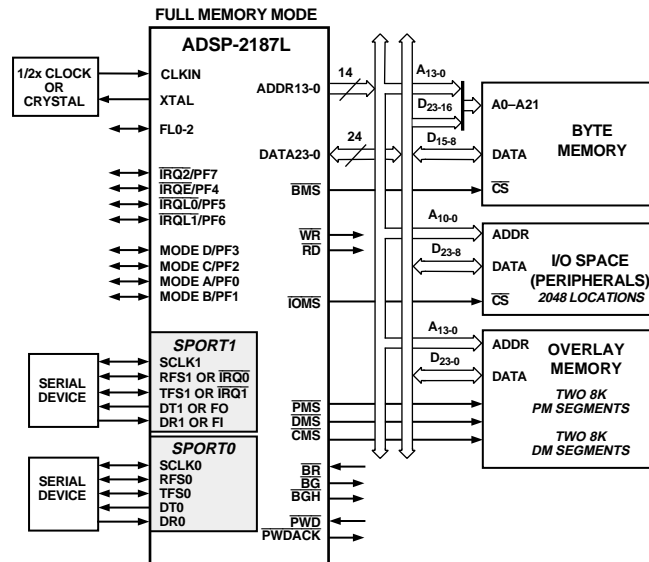 FULL MEMORY MODE
ADSP-2187L
1/2x CLOCK
OR
CRYSTAL
CLKIN
XTAL
FL0-2
IRQ2/PF7
IRQE/PF4
IRQL0/PF5
IRQL1/PF6
MODE D/PF3
MODE C/PF2
MODE A/PF0
MODE B/PF1
SPORT1
SERIAL
DEVICE
SCLK1
RFS1 OR IRQ0
TFS1 OR IRQ1
DT1 OR FO
DR1 OR FI
SPORT0
SERIAL
DEVICE
SCLK0
RFS0
TFS0
DT0
DR0
ADDR13-0
14
DATA23-0
24
BMS
WR
RD
IOMS
PMS
DMS
CMS
BR
BG
BGH
PWD
PWDACK
A13-0
D23-16
D15-8
A0–A21
DATA
CS
BYTE
MEMORY
A10-0
D23-8
ADDR
DATA
CS
I/O SPACE
(PERIPHERALS)
2048 LOCATIONS
A13-0
D23-0
ADDR
DATA
OVERLAY
MEMORY
TWO 8K
PM SEGMENTS
TWO 8K
DM SEGMENTS